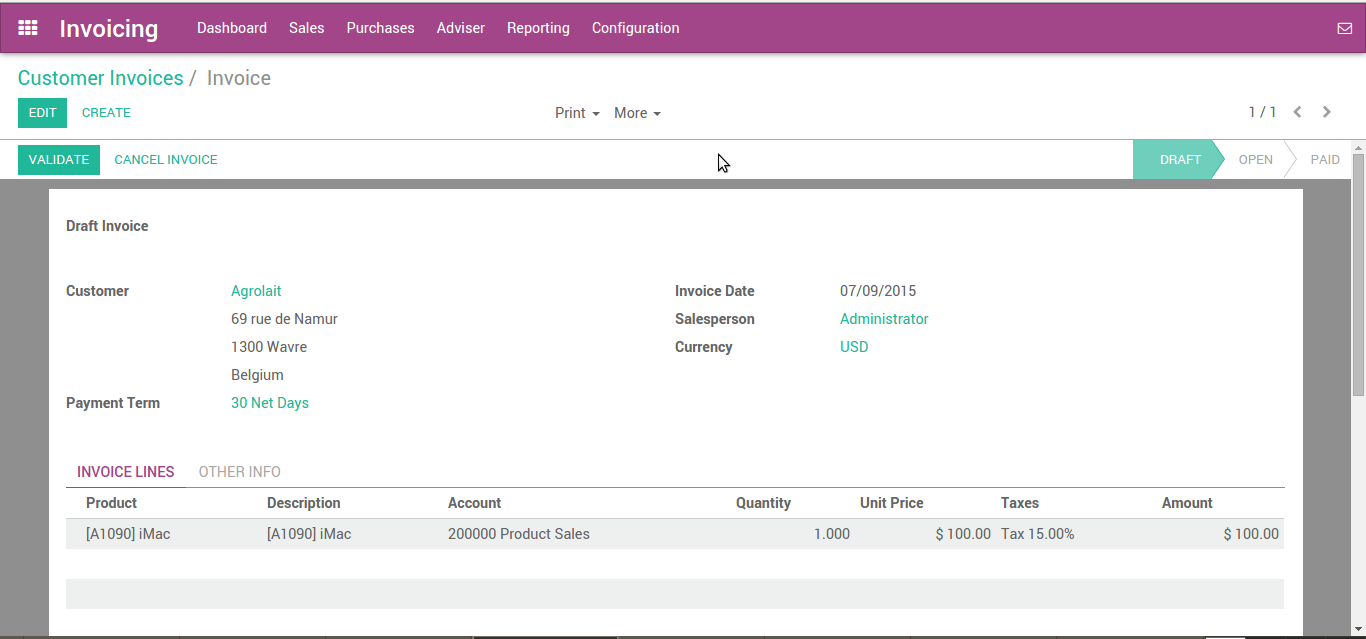 Invoicing Dashboard Sales Purchases Adviser Reporting Configuration
Customer Invoices / Invoice
EDIT CREATE Print More 1 / 1
VALIDATE CANCEL INVOICE DRAFT OPEN PAID
Draft Invoice
Customer Agrolait Invoice Date 07/09/2015
69 rue de Namur Salesperson Administrator
1300 Wavre Currency USD
Belgium
Payment Term 30 Net Days
INVOICE LINES OTHER INFO
Product Description Account Quantity Unit Price Taxes Amount
[A1090] iMac [A1090] iMac 200000 Product Sales 1.000 $ 100.00 Tax 15.00% $ 100.00